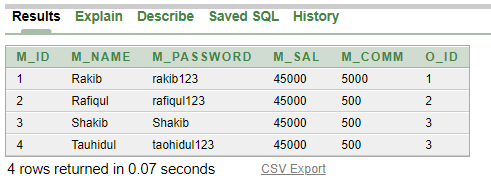 Results Explain Describe Saved SQL History
M_ID M_NAME M_PASSWORD M_SAL M_COMM O_ID
1 Rakib rakib123 45000 5000 1
2 Rafiqul rafiqul123 45000 500 2
3 Shakib Shakib 45000 500 3
4 Tauhidul taohidul123 45000 500 3
4 rows returned in 0.07 seconds CSV Export